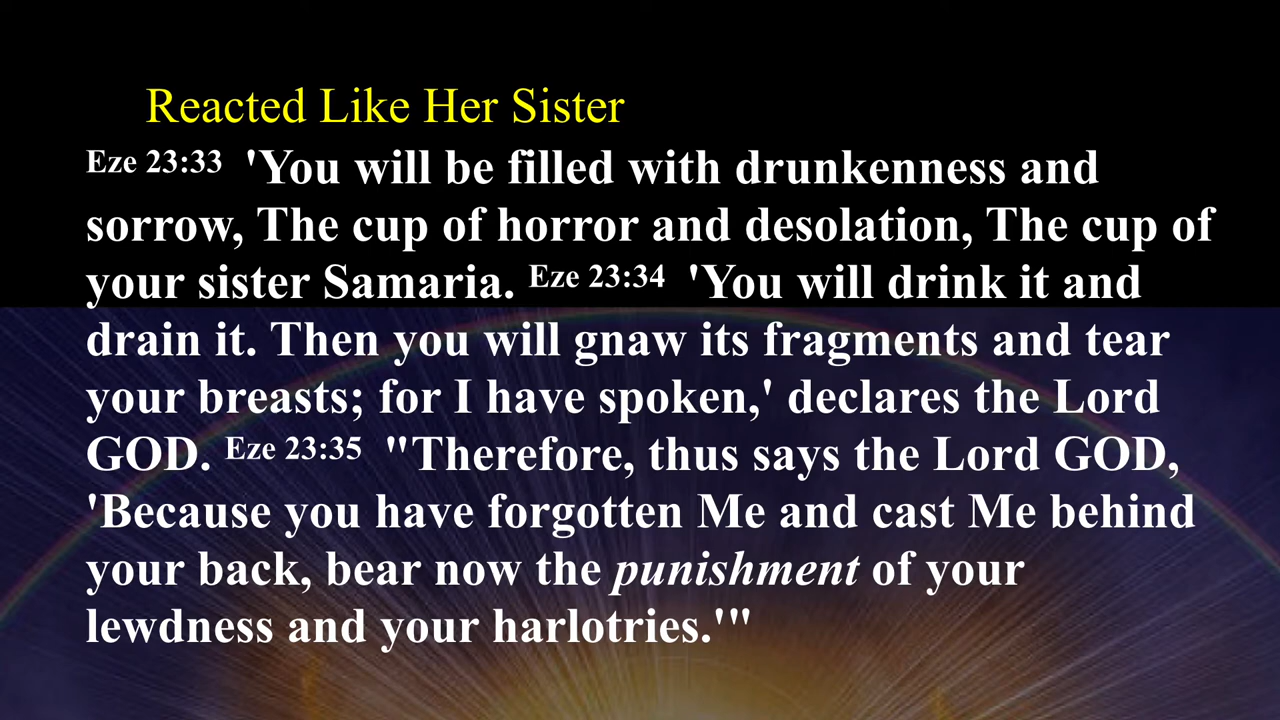 Reacted Like Her Sister
Eze 23:33 'You will be filled with drunkenness and
sorrow, The cup of horror and desolation, The cup of
your sister Samaria. Eze 23:34 'You will drink it and
drain it. Then you will gnaw its fragments and tear
your breasts; for I have spoken,' declares the Lord
GOD. Eze 23:35 "Therefore, thus says the Lord GOD,
'Because you have forgotten Me and cast Me behind
your back, bear now the punishment of your
lewdness and your harlotries.'"